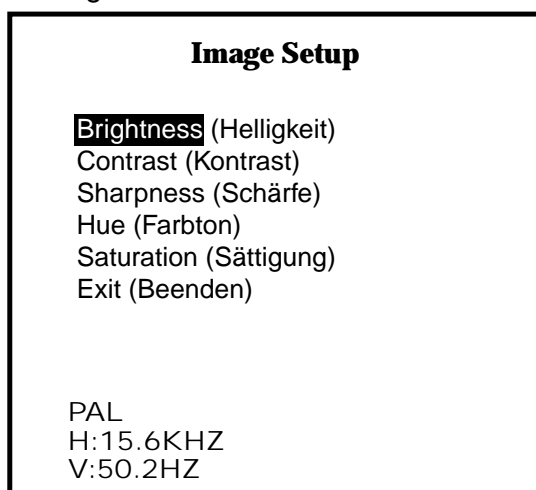 Image Setup
Brightness (Helligkeit)
Contrast (Kontrast)
Sharpness (Schärfe)
Hue (Farbton)
Saturation (Sättigung)
Exit (Beenden)
PAL
H:15.6KHZ
V:50.2HZ